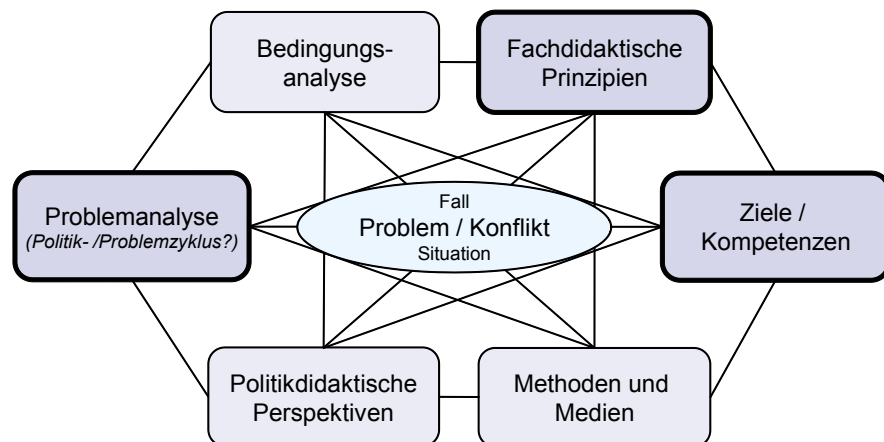 Bedingungs-
analyse
Fachdidaktische
Prinzipien
Problemanalyse
(Politik- /Problemzyklus?)
Fall
Problem / Konflikt
Situation
Ziele /
Kompetenzen
Politikdidaktische
Perspektiven
Methoden und
Medien